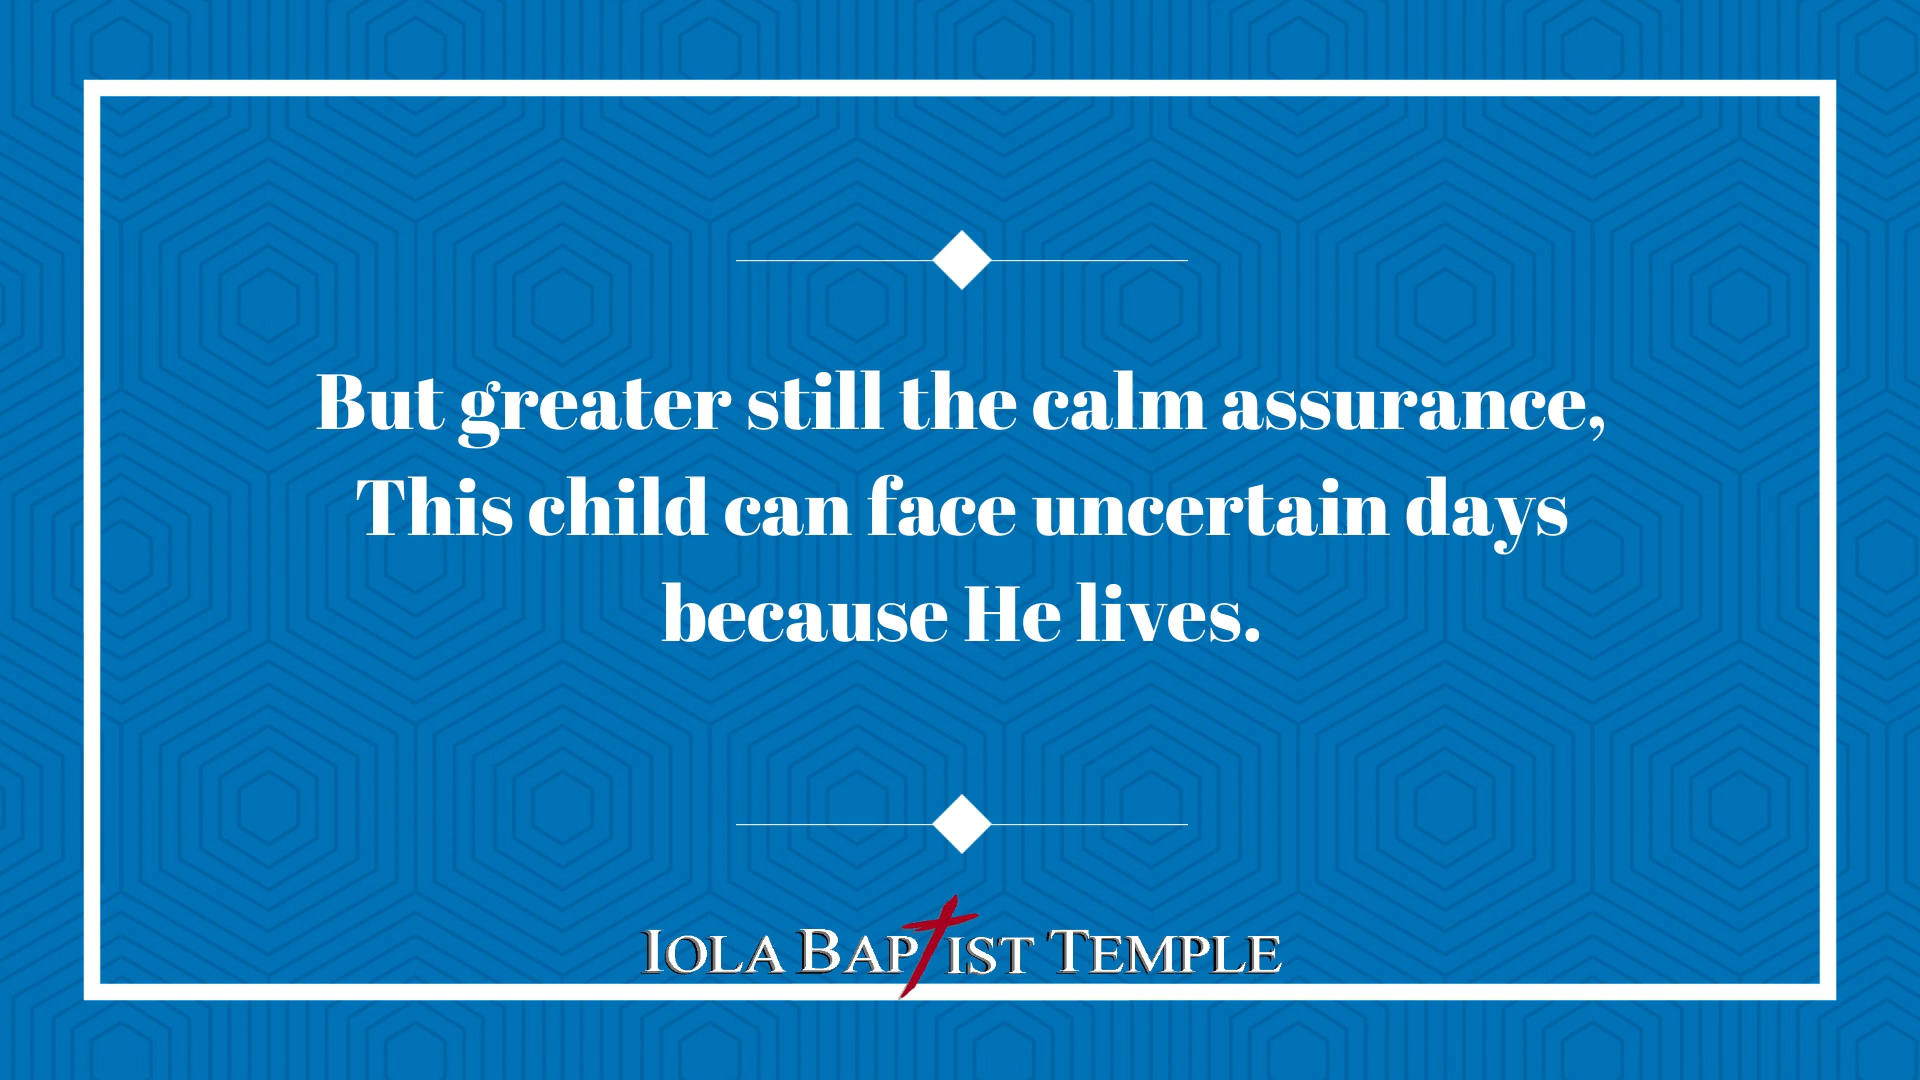 But greater still the calm assurance,
This child can face uncertain days
because He lives.
IOLA BAPTIST TEMPLE